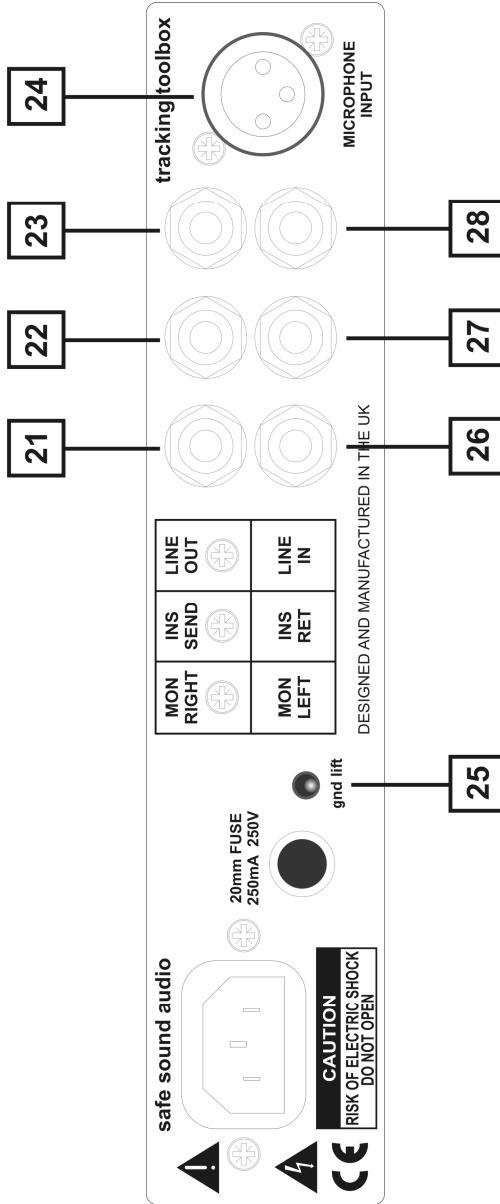 21
22
23
24
safe sound audio
tracking toolbox
20mm FUSE
250mA 250V
gnd lift
MON
RIGHT
INS
SEND
LINE
OUT
MON
LEFT
INS
RET
LINE
IN
MICROPHONE
INPUT
CAUTION
RISK OF ELECTRIC SHOCK
DO NOT OPEN
CE
DESIGNED AND MANUFACTURED IN THE UK
25
26
27
28